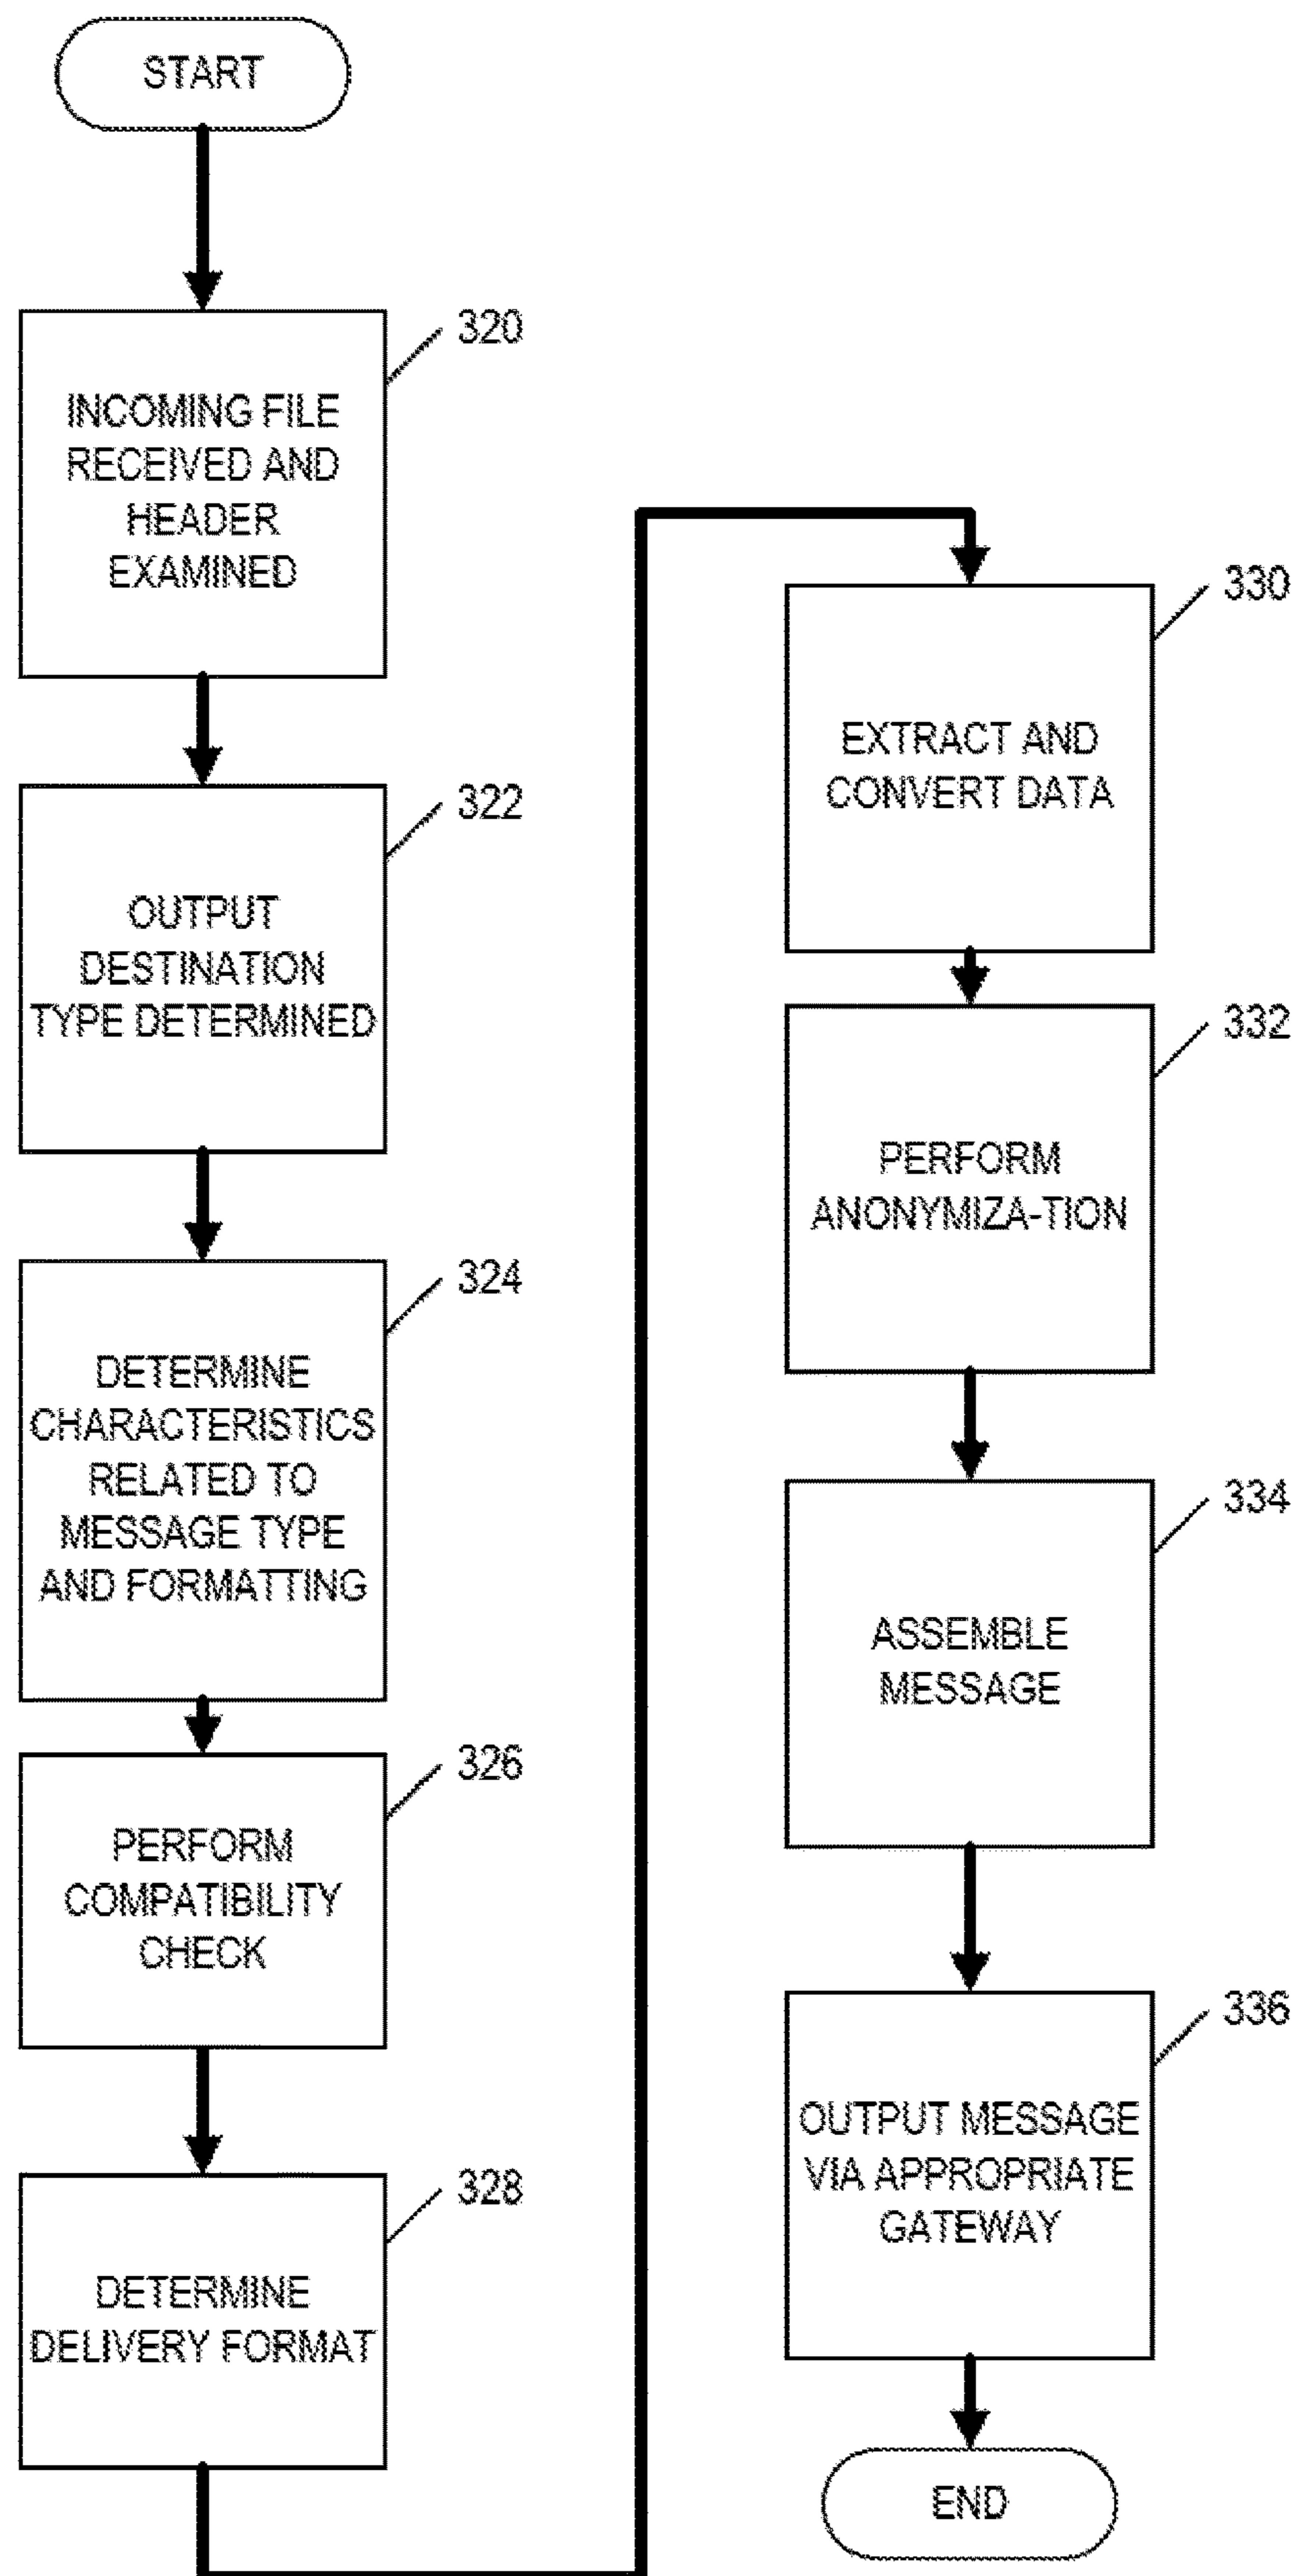 START
320
INCOMING FILE
RECEIVED AND
HEADER
EXAMINED
322
OUTPUT
DESTINATION
TYPE DETERMINED
324
DETERMINE
CHARACTERISTICS
RELATED TO
MESSAGE TYPE
AND FORMATTING
326
PERFORM
COMPATIBILITY
CHECK
328
DETERMINE
DELIVERY FORMAT
330
EXTRACT AND
CONVERT DATA
332
PERFORM
ANONYMIZA-TION
334
ASSEMBLE
MESSAGE
336
OUTPUT MESSAGE
VIA APPROPRIATE
GATEWAY
END